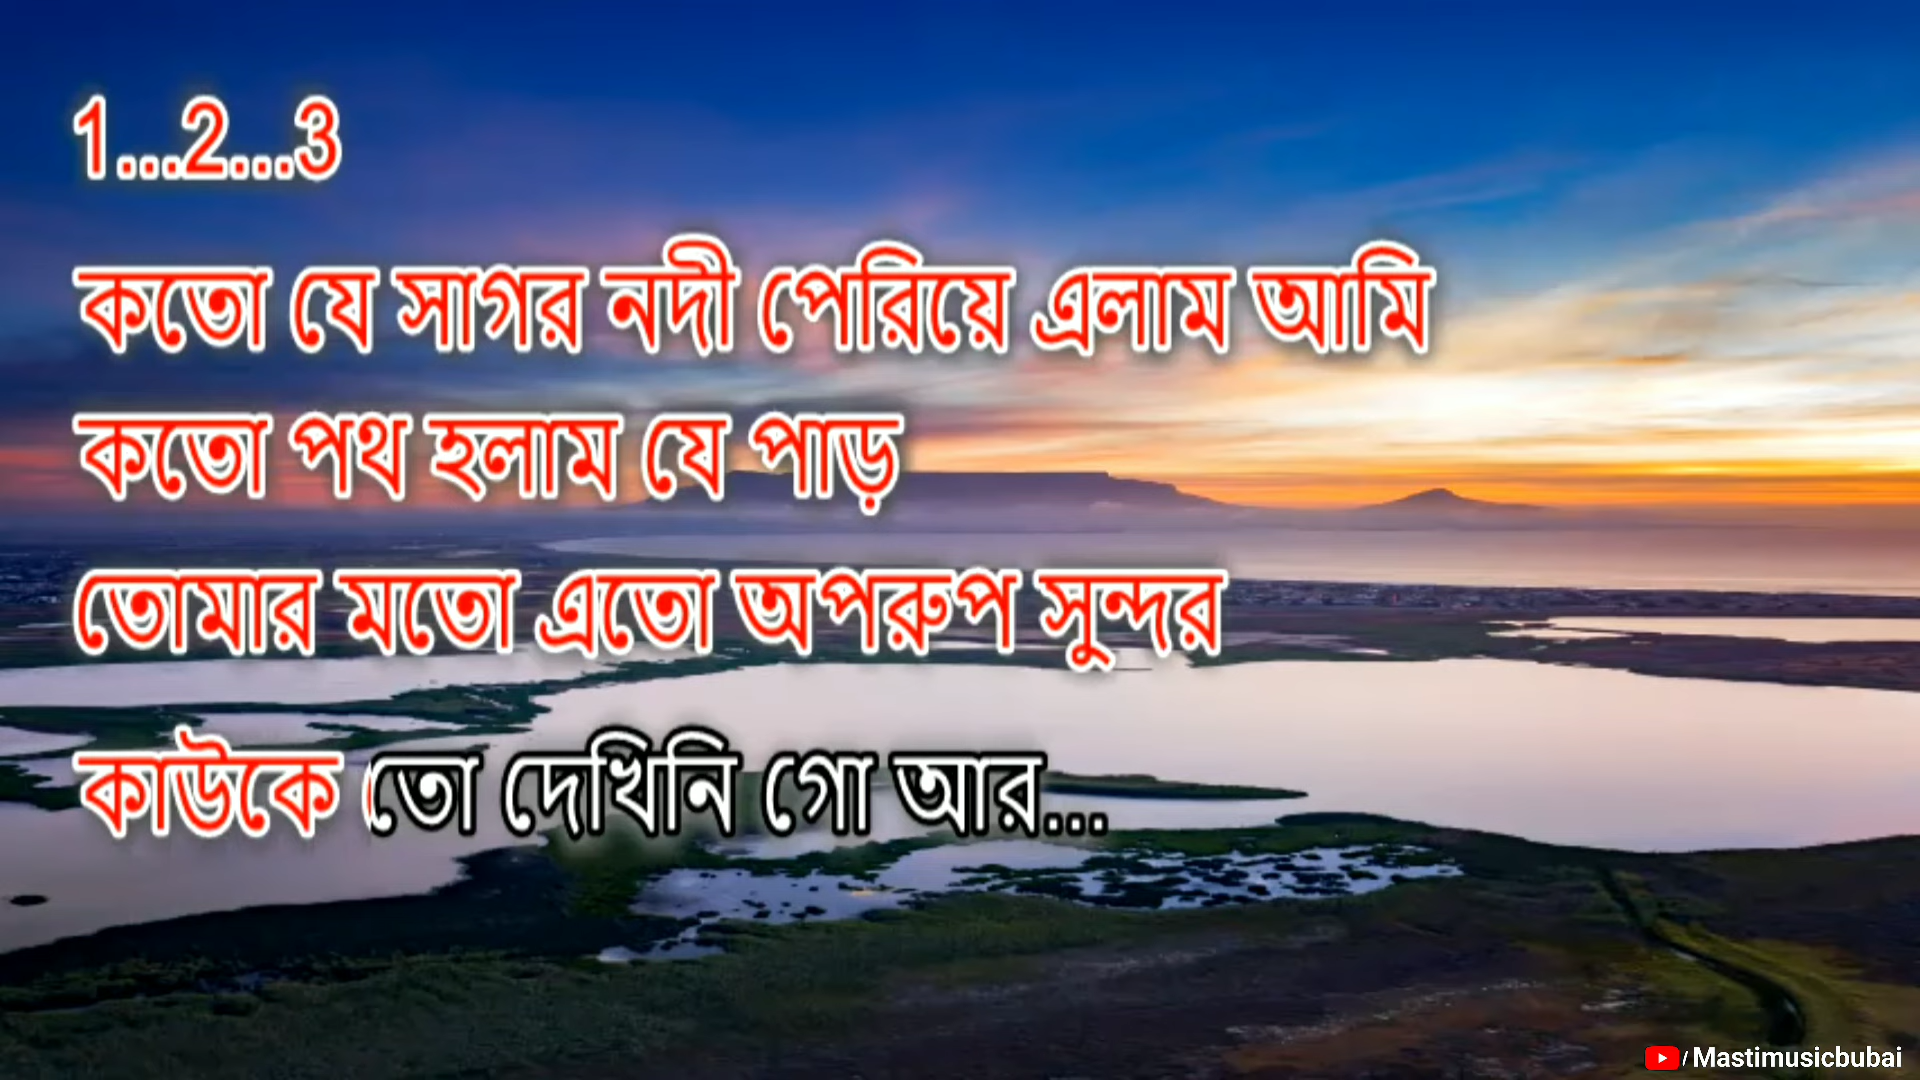 1...2...3
কতো যে সাগর নদী পেরিয়ে এলাম আমি
কতো পথ হলাম যে পাড়
তোমার মতো এতো অপরুপ সুন্দর
কাউকে তো দেখিনি গো আর...
/ Mastimusicbubai